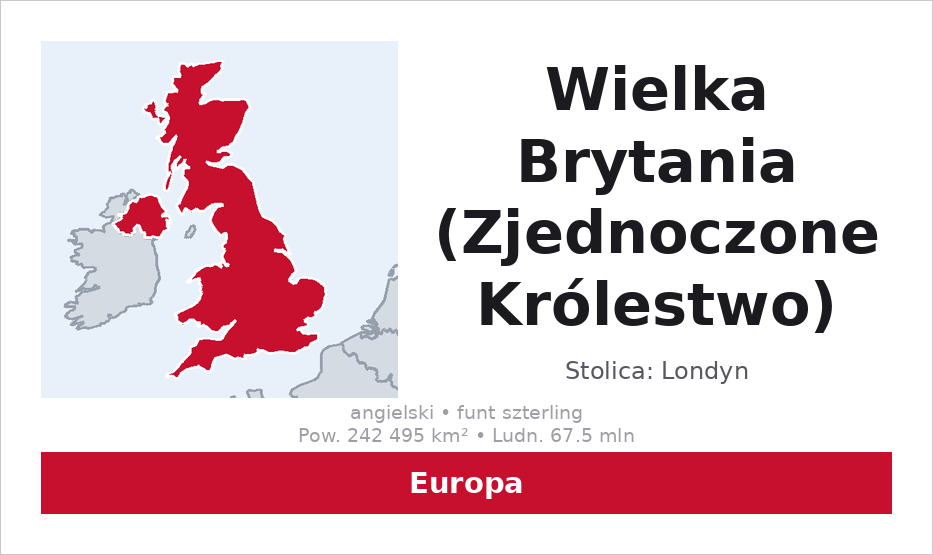 Wielka
Brytania
(Zjednoczone
Królestwo)
Stolica: Londyn
angielski • funt szterling
Pow. 242 495 km² • Ludn. 67.5 mln
Europa